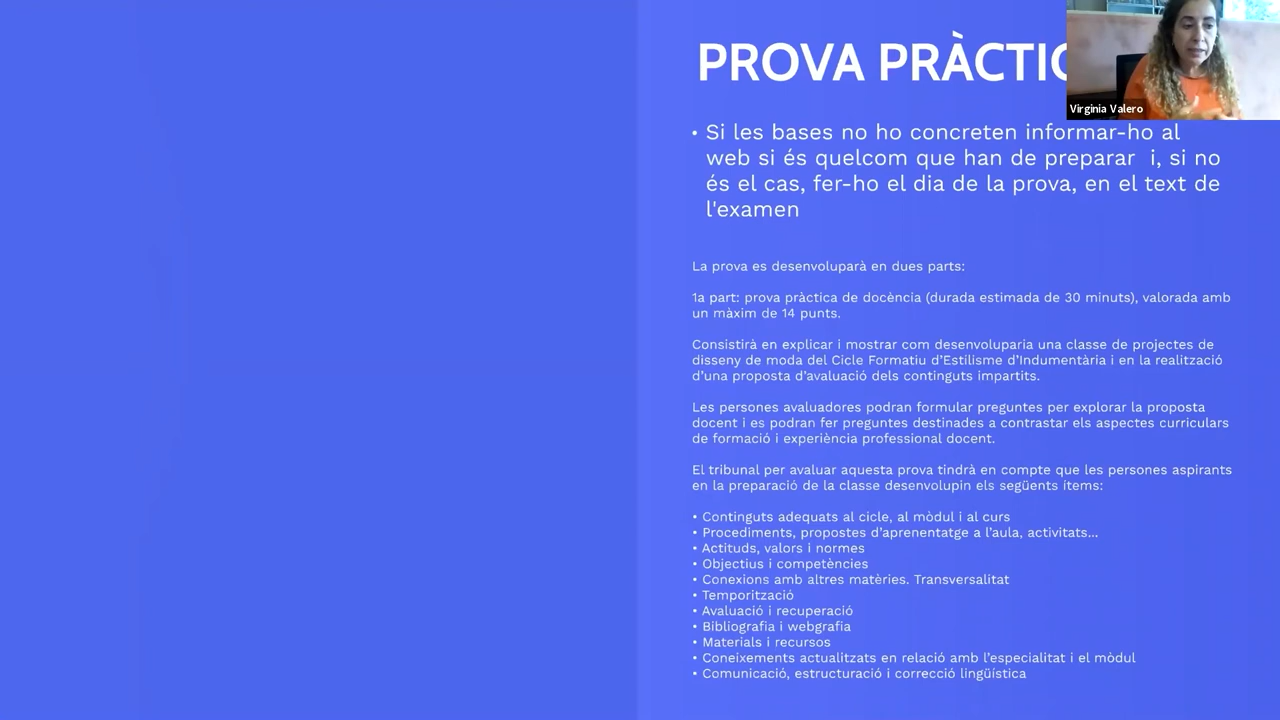 PROVA PRÀCTIC
Virginia Valero
• Si les bases no ho concreten informar-ho al
web si és quelcom que han de preparar i, si no
és el cas, fer-ho el dia de la prova, en el text de
l'examen
La prova es desenvoluparà en dues parts:
1a part: prova pràctica de docència (durada estimada de 30 minuts), valorada amb
un màxim de 14 punts.
Consistirà en explicar i mostrar com desenvoluparia una classe de projectes de
disseny de moda del Cicle Formatiu d’Estilisme d’Indumentària i en la realització
d’una proposta d’avaluació dels continguts impartits.
Les persones avaluadores podran formular preguntes per explorar la proposta
docent i es podran fer preguntes destinades a contrastar els aspectes curriculars
de formació i experiència professional docent.
El tribunal per avaluar aquesta prova tindrà en compte que les persones aspirants
en la preparació de la classe desenvolupin els següents ítems:
• Continguts adequats al cicle, al mòdul i al curs
• Procediments, propostes d’aprenentatge a l’aula, activitats...
• Actituds, valors i normes
• Objectius i competències
• Conexions amb altres matèries. Transversalitat
• Temporització
• Avaluació i recuperació
• Bibliografia i webgrafia
• Materials i recursos
• Coneixements actualitzats en relació amb l’especialitat i el mòdul
• Comunicació, estructuració i correcció lingüística